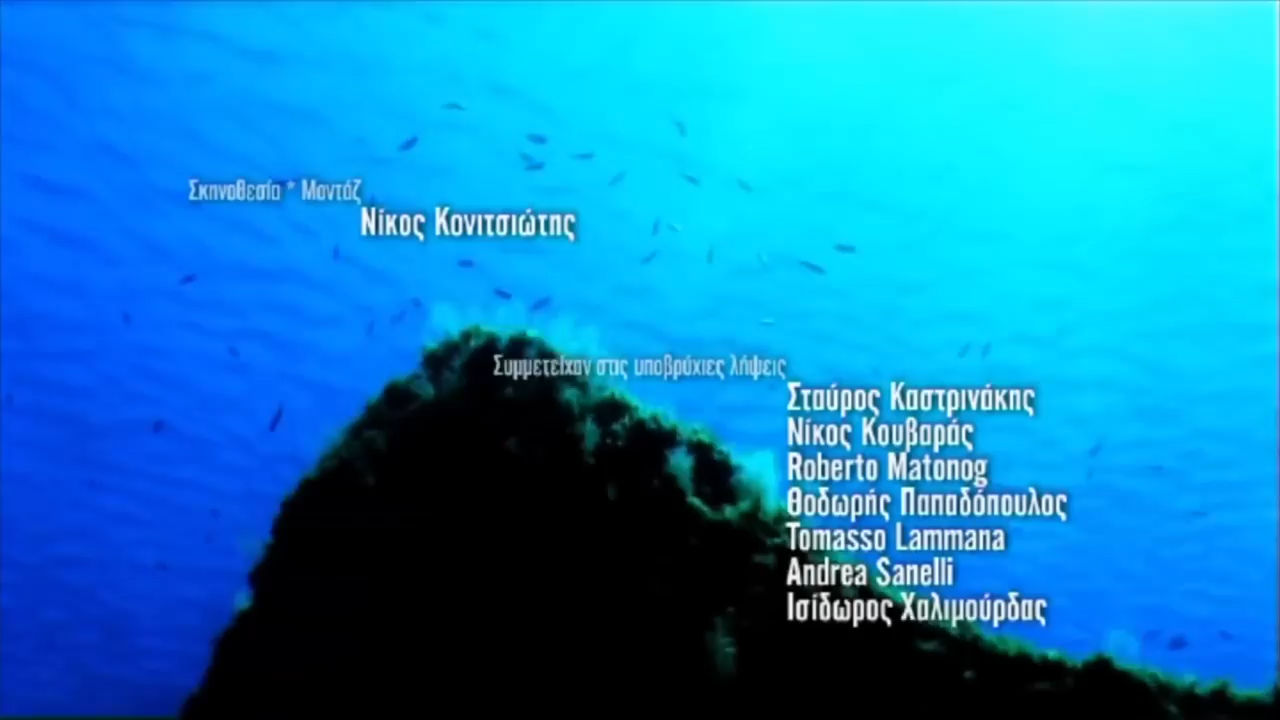 Σκηνοθεσία * Μοντάζ
Νίκος Κονιτσιώτης
Συμμετείχαν στις υποβρύχιες λήψεις
Σταύρος Καστρινάκης
Νίκος Κουβαράς
Roberto Matonog
Θοδωρής Παπαδόπουλος
Tomasso Lammana
Andrea Sanelli
Ισίδωρος Χαλιμούρδας